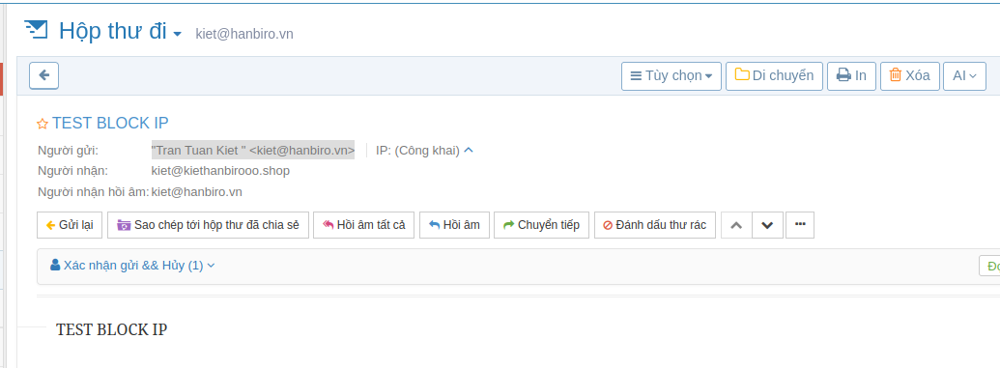 Hộp thư đi kiet@hanbiro.vn
Tùy chọn Di chuyển In Xóa AI
TEST BLOCK IP
Người gửi: "Tran Tuan Kiet " <kiet@hanbiro.vn> IP: (Công khai)
Người nhận: kiet@kiethanbirooo.shop
Người nhận hồi âm: kiet@hanbiro.vn
Gửi lại Sao chép tới hộp thư đã chia sẻ Hồi âm tất cả Hồi âm Chuyển tiếp Đánh dấu thư rác
Xác nhận gửi && Hủy (1)
TEST BLOCK IP